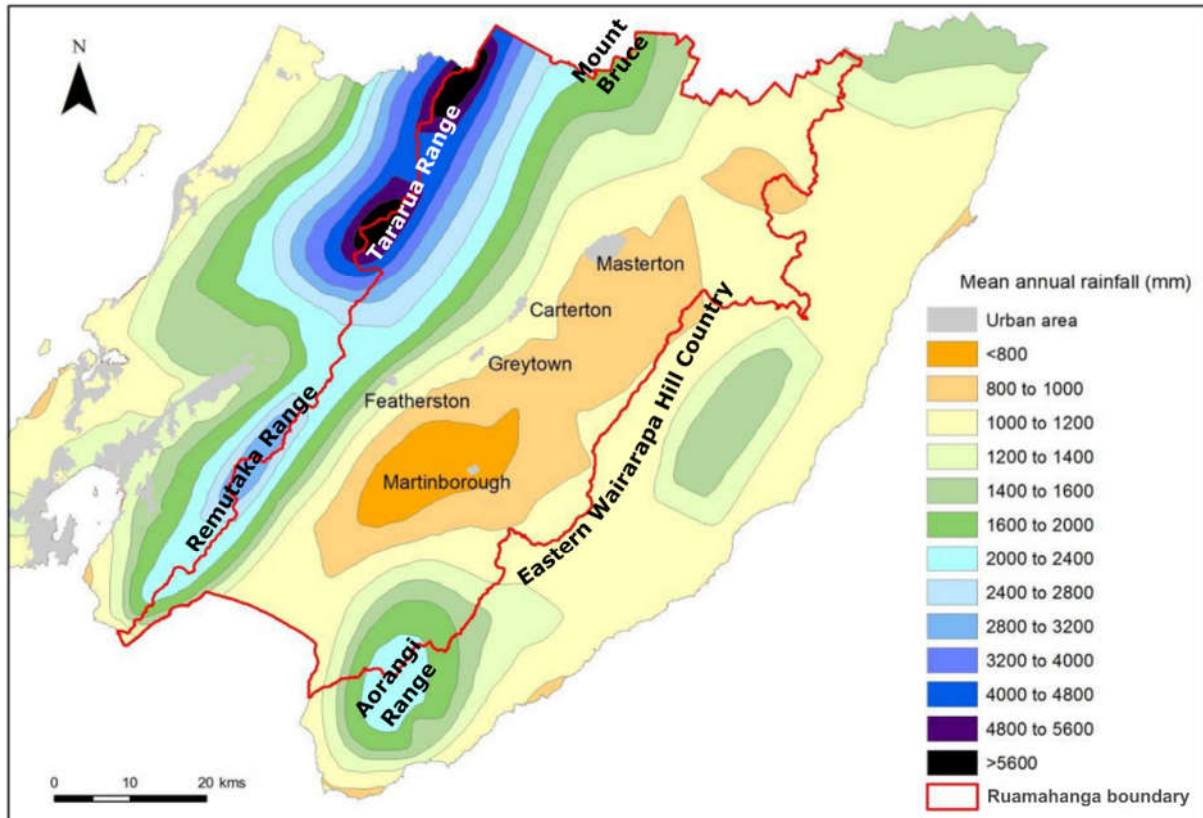 N
Mount
Bruce
Tararua Range
Masterton
Carterton
Greytown
Featherston
Martinborough
Remutaka Range
Eastern Wairarapa Hill Country
Aorangi
Range
0 10 20 kms
Mean annual rainfall (mm)
Urban area
<800
800 to 1000
1000 to 1200
1200 to 1400
1400 to 1600
1600 to 2000
2000 to 2400
2400 to 2800
2800 to 3200
3200 to 4000
4000 to 4800
4800 to 5600
>5600
Ruamahanga boundary